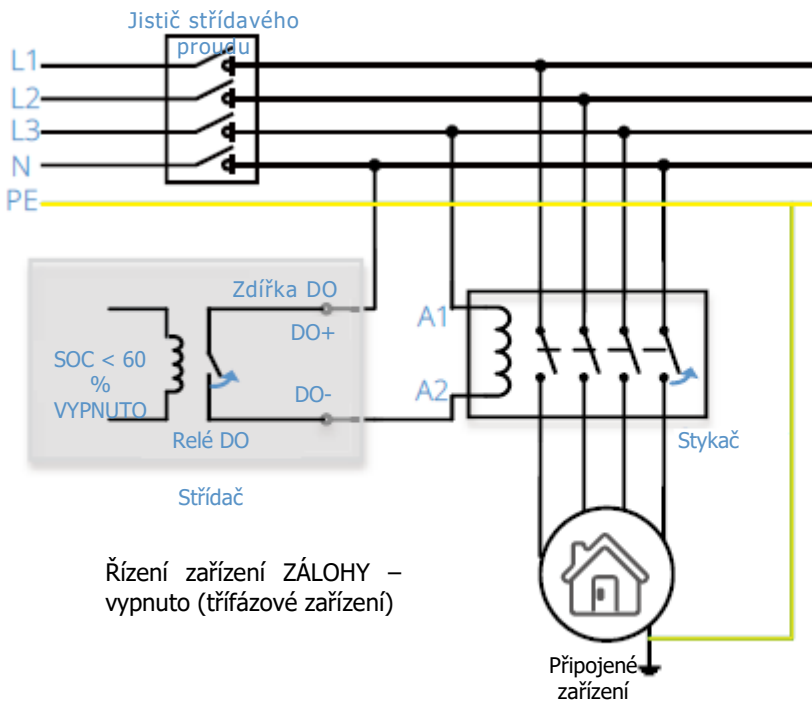 Jistič střídavého
proudu
L1
L2
L3
N
PE
Zdířka DO
DO+
SOC < 60
%
VYPNUTO
DO-
Relé DO
Střídač
A1
A2
Stykač
Řízení zařízení ZÁLOHY –
vypnuto (třífázové zařízení)
Připojené
zařízení